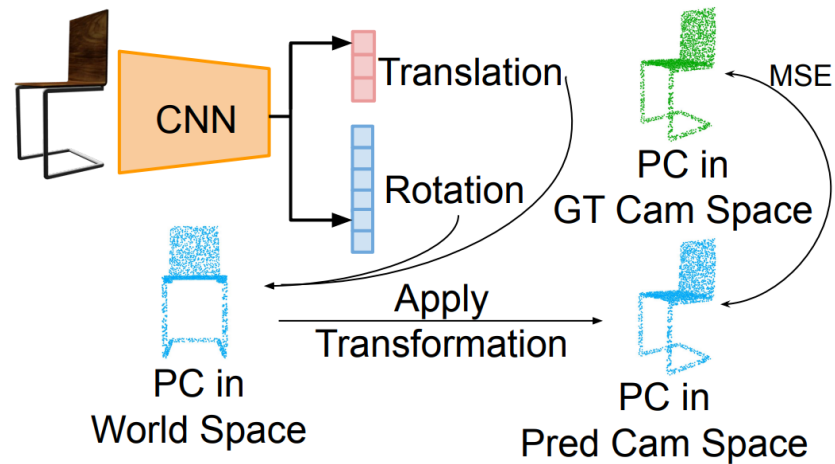 CNN
Translation
Rotation
MSE
PC in
GT Cam Space
Apply
Transformation
PC in
World Space
PC in
Pred Cam Space